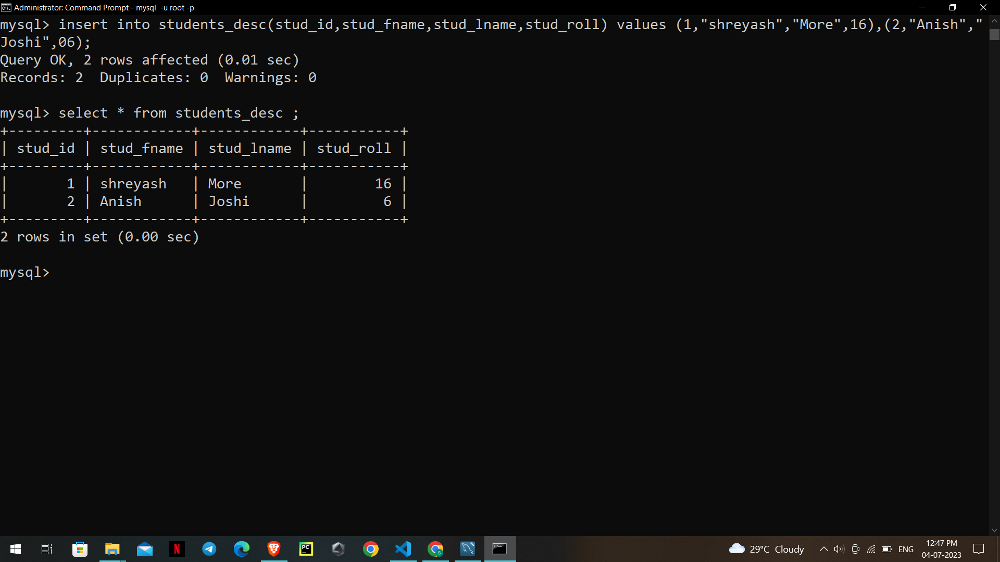 Administrator: Command Prompt - mysql  -u root -p
mysql> insert into students_desc(stud_id,stud_fname,stud_lname,stud_roll) values (1,"shreyash","More",16),(2,"Anish","
Joshi",06);
Query OK, 2 rows affected (0.01 sec)
Records: 2  Duplicates: 0  Warnings: 0
mysql> select * from students_desc ;
+---------+------------+------------+-----------+
| stud_id | stud_fname | stud_lname | stud_roll |
+---------+------------+------------+-----------+
|       1 | shreyash   | More       |        16 |
|       2 | Anish      | Joshi      |         6 |
+---------+------------+------------+-----------+
2 rows in set (0.00 sec)
mysql>
29°C Cloudy
ENG
12:47 PM
04-07-2023